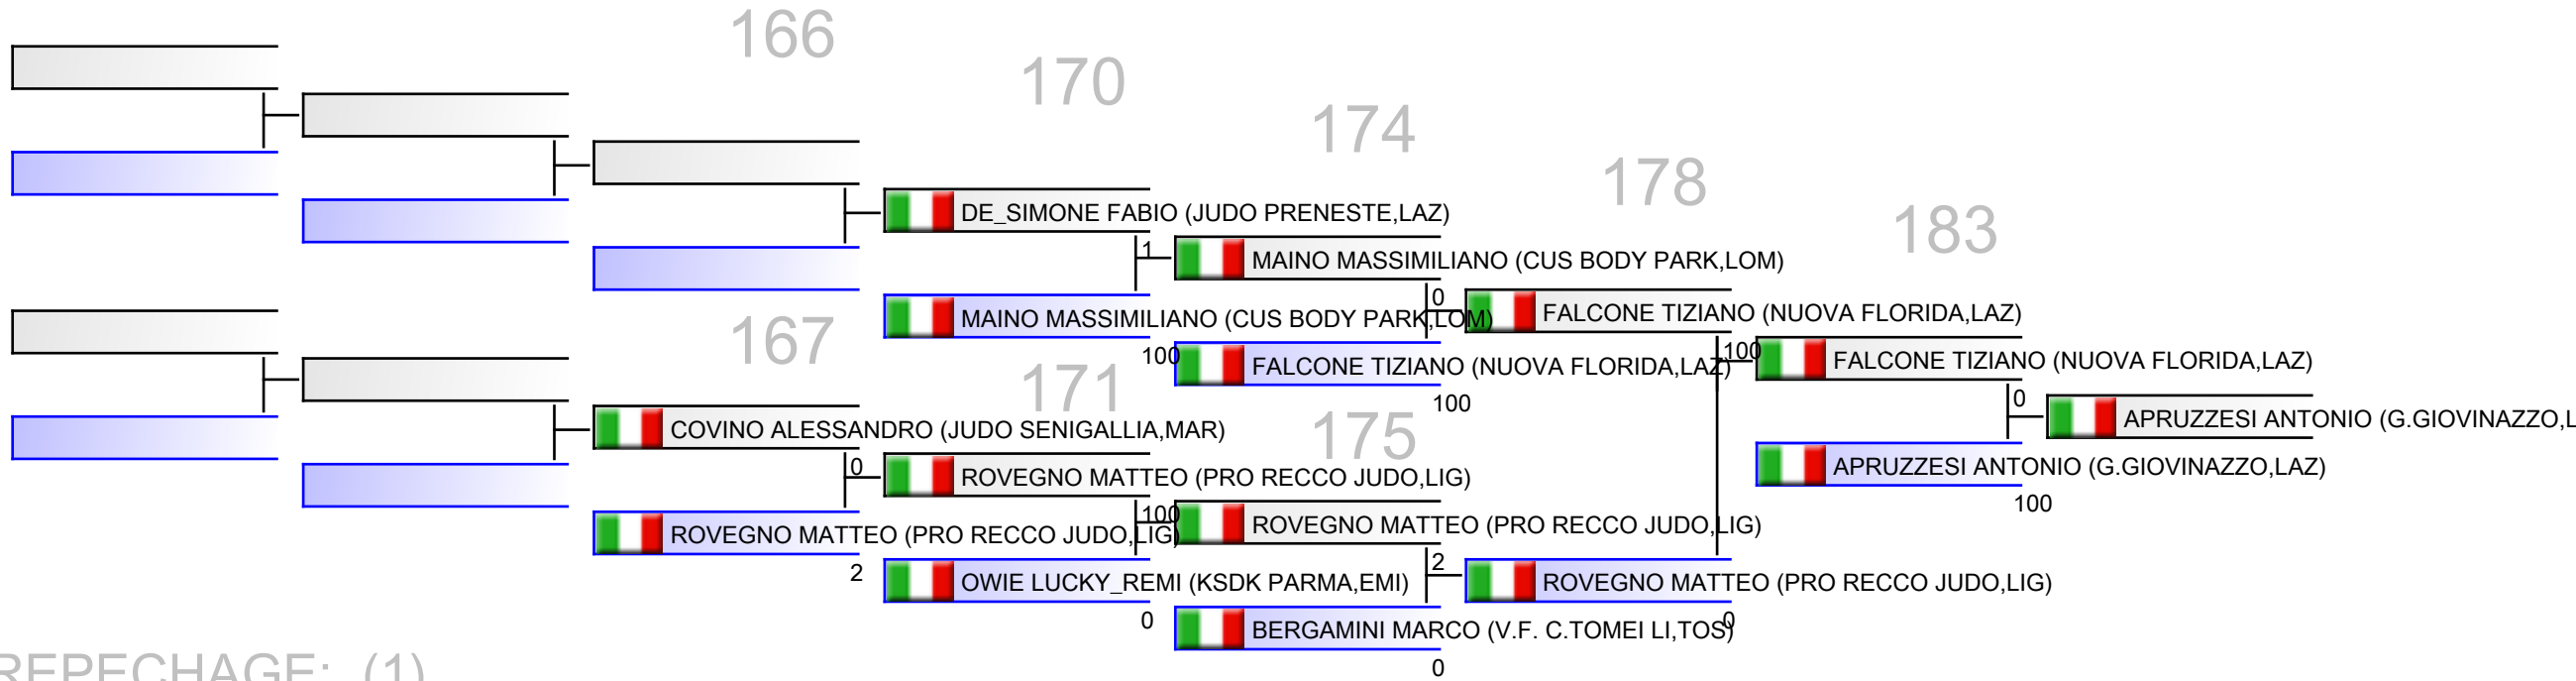 166
170
174
178
183
DE_SIMONE FABIO (JUDO PRENESTE,LAZ)
1
MAINO MASSIMILIANO (CUS BODY PARK,LOM)
0
MAINO MASSIMILIANO (CUS BODY PARK,LOM)
100
FALCONE TIZIANO (NUOVA FLORIDA,LAZ)
100
FALCONE TIZIANO (NUOVA FLORIDA,LAZ)
100
FALCONE TIZIANO (NUOVA FLORIDA,LAZ)
0
APRUZZESI ANTONIO (G.GIOVINAZZO,L
APRUZZESI ANTONIO (G.GIOVINAZZO,LAZ)
100
167
171
175
COVINO ALESSANDRO (JUDO SENIGALLIA,MAR)
0
ROVEGNO MATTEO (PRO RECCO JUDO,LIG)
100
ROVEGNO MATTEO (PRO RECCO JUDO,LIG)
2
ROVEGNO MATTEO (PRO RECCO JUDO,LIG)
2
OWIE LUCKY_REMI (KSDK PARMA,EMI)
0
ROVEGNO MATTEO (PRO RECCO JUDO,LIG)
0
BERGAMINI MARCO (V.F. C.TOMEI LI,TOS)
0
REPECHAGE: (1)